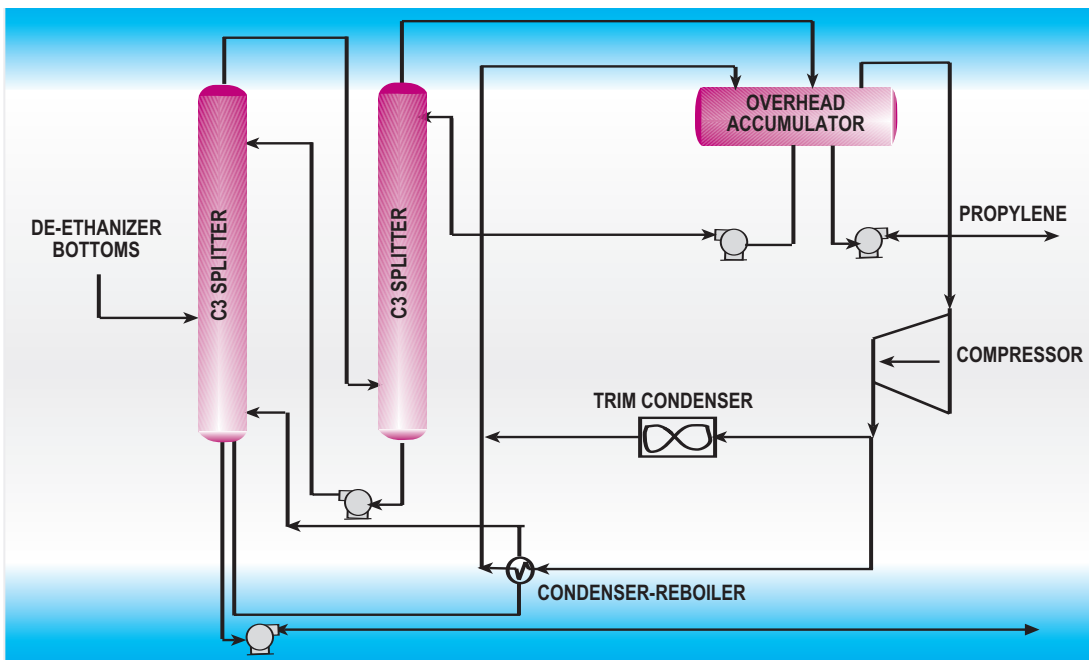 OVERHEAD
ACCUMULATOR
DE-ETHANIZER
BOTTOMS
C3 SPLITTER
C3 SPLITTER
PROPYLENE
COMPRESSOR
TRIM CONDENSER
CONDENSER-REBOILER